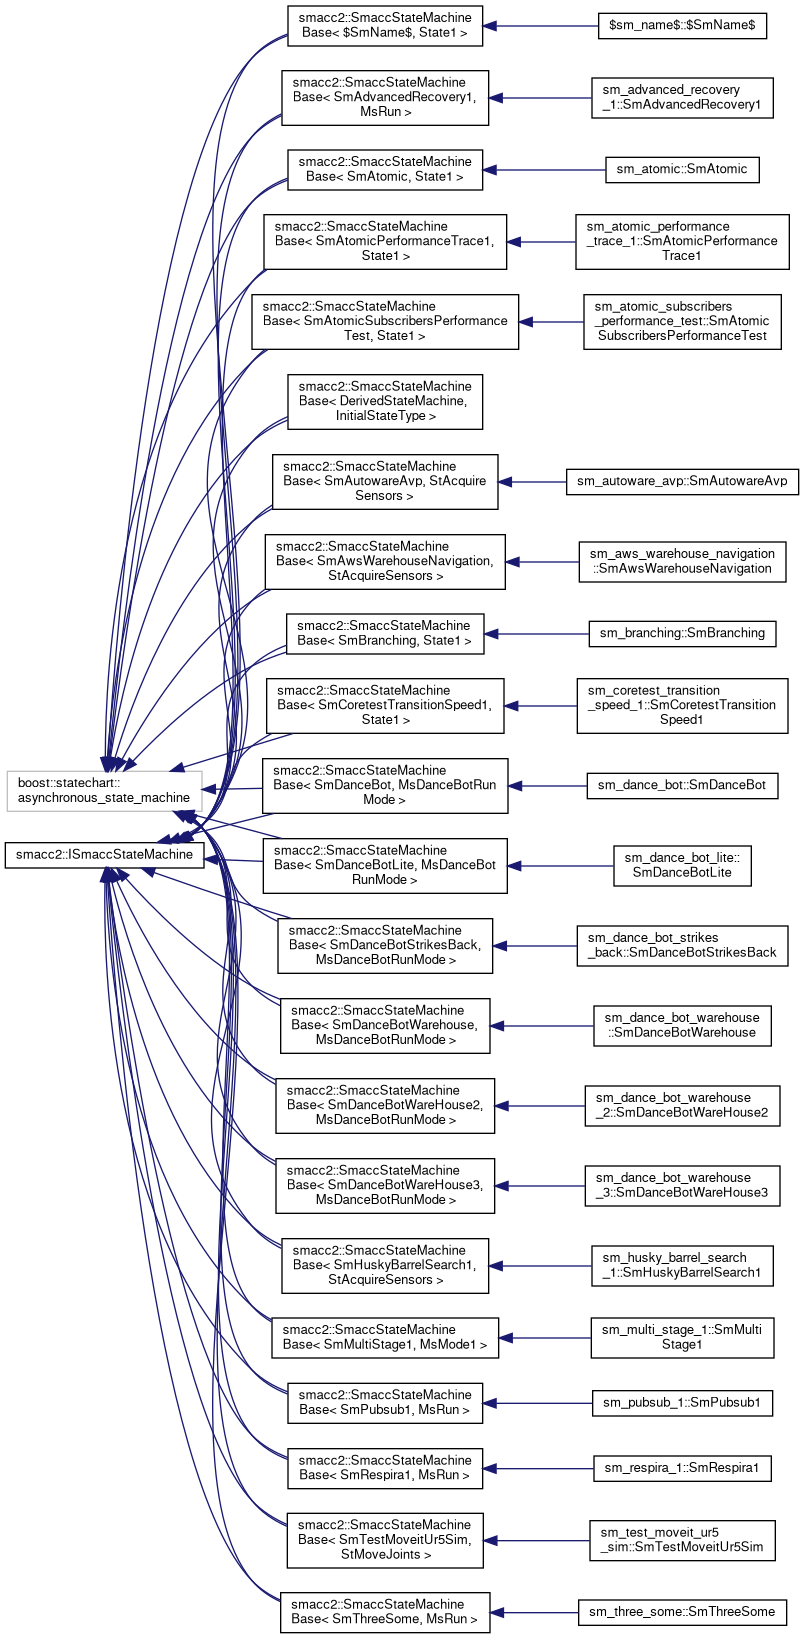 smacc2::SmaccStateMachine
Base< $SmName$, State1 >
$sm_name$::$SmName$
smacc2::SmaccStateMachine
Base< SmAdvancedRecovery1,
MsRun >
sm_advanced_recovery
_1::SmAdvancedRecovery1
smacc2::SmaccStateMachine
Base< SmAtomic, State1 >
sm_atomic::SmAtomic
smacc2::SmaccStateMachine
Base< SmAtomicPerformanceTrace1,
State1 >
sm_atomic_performance
_trace_1::SmAtomicPerformance
Trace1
smacc2::SmaccStateMachine
Base< SmAtomicSubscribersPerformance
Test, State1 >
sm_atomic_subscribers
_performance_test::SmAtomic
SubscribersPerformanceTest
smacc2::SmaccStateMachine
Base< DerivedStateMachine,
InitialStateType >
smacc2::SmaccStateMachine
Base< SmAutowareAvp, StAcquire
Sensors >
sm_autoware_avp::SmAutowareAvp
smacc2::SmaccStateMachine
Base< SmAwsWarehouseNavigation,
StAcquireSensors >
sm_aws_warehouse_navigation
::SmAwsWarehouseNavigation
smacc2::SmaccStateMachine
Base< SmBranching, State1 >
sm_branching::SmBranching
smacc2::SmaccStateMachine
Base< SmCoretestTransitionSpeed1,
State1 >
sm_coretest_transition
_speed_1::SmCoretestTransition
Speed1
boost::statechart::
asynchronous_state_machine
smacc2::SmaccStateMachine
Base< SmDanceBot, MsDanceBotRun
Mode >
sm_dance_bot::SmDanceBot
smacc2::ISmaccStateMachine
smacc2::SmaccStateMachine
Base< SmDanceBotLite, MsDanceBot
RunMode >
sm_dance_bot_lite::
SmDanceBotLite
smacc2::SmaccStateMachine
Base< SmDanceBotStrikesBack,
MsDanceBotRunMode >
sm_dance_bot_strikes
_back::SmDanceBotStrikesBack
smacc2::SmaccStateMachine
Base< SmDanceBotWarehouse,
MsDanceBotRunMode >
sm_dance_bot_warehouse
::SmDanceBotWarehouse
smacc2::SmaccStateMachine
Base< SmDanceBotWareHouse2,
MsDanceBotRunMode >
sm_dance_bot_warehouse
_2::SmDanceBotWareHouse2
smacc2::SmaccStateMachine
Base< SmDanceBotWareHouse3,
MsDanceBotRunMode >
sm_dance_bot_warehouse
_3::SmDanceBotWareHouse3
smacc2::SmaccStateMachine
Base< SmHuskyBarrelSearch1,
StAcquireSensors >
sm_husky_barrel_search
_1::SmHuskyBarrelSearch1
smacc2::SmaccStateMachine
Base< SmMultiStage1, MsMode1 >
sm_multi_stage_1::SmMulti
Stage1
smacc2::SmaccStateMachine
Base< SmPubsub1, MsRun >
sm_pubsub_1::SmPubsub1
smacc2::SmaccStateMachine
Base< SmRespira1, MsRun >
sm_respira_1::SmRespira1
smacc2::SmaccStateMachine
Base< SmTestMoveitUr5Sim,
StMoveJoints >
sm_test_moveit_ur5
_sim::SmTestMoveitUr5Sim
smacc2::SmaccStateMachine
Base< SmThreeSome, MsRun >
sm_three_some::SmThreeSome